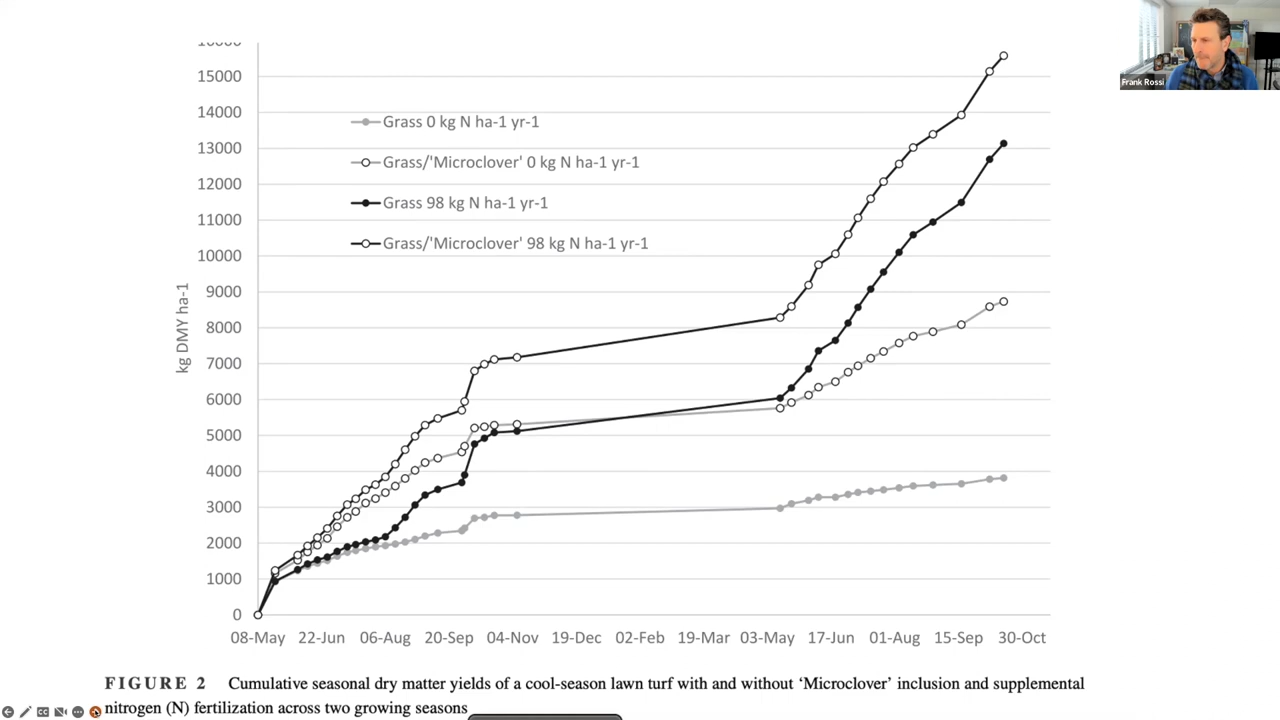 16000
15000
14000
13000
12000
11000
10000
9000
8000
7000
6000
5000
4000
3000
2000
1000
0
kg DMY ha-1
Grass 0 kg N ha-1 yr-1
Grass/'Microclover' 0 kg N ha-1 yr-1
Grass 98 kg N ha-1 yr-1
Grass/'Microclover' 98 kg N ha-1 yr-1
08-May 22-Jun 06-Aug 20-Sep 04-Nov 19-Dec 02-Feb 19-Mar 03-May 17-Jun 01-Aug 15-Sep 30-Oct
FIGURE 2 Cumulative seasonal dry matter yields of a cool-season lawn turf with and without ‘Microclover’ inclusion and supplemental
nitrogen (N) fertilization across two growing seasons
Frank Rossi
CC